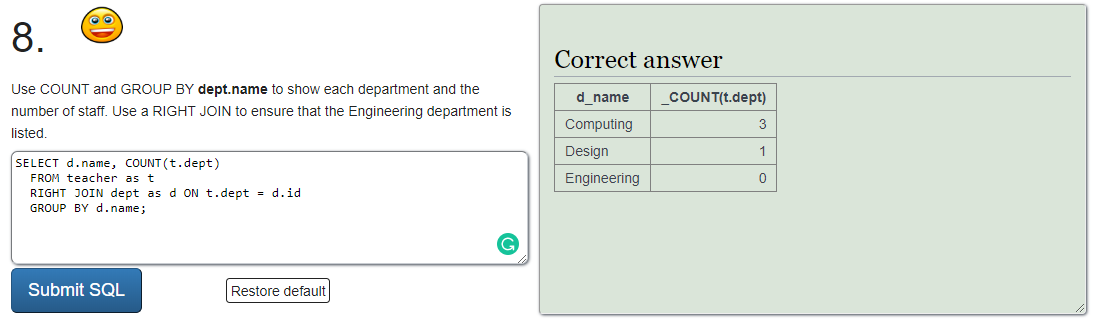 8.
Use COUNT and GROUP BY dept.name to show each department and the
number of staff. Use a RIGHT JOIN to ensure that the Engineering department is
listed.
SELECT d.name, COUNT(t.dept)
FROM teacher as t
RIGHT JOIN dept as d ON t.dept = d.id
GROUP BY d.name;
Submit SQL
Restore default
Correct answer
d_name _COUNT(t.dept)
Computing 3
Design 1
Engineering 0